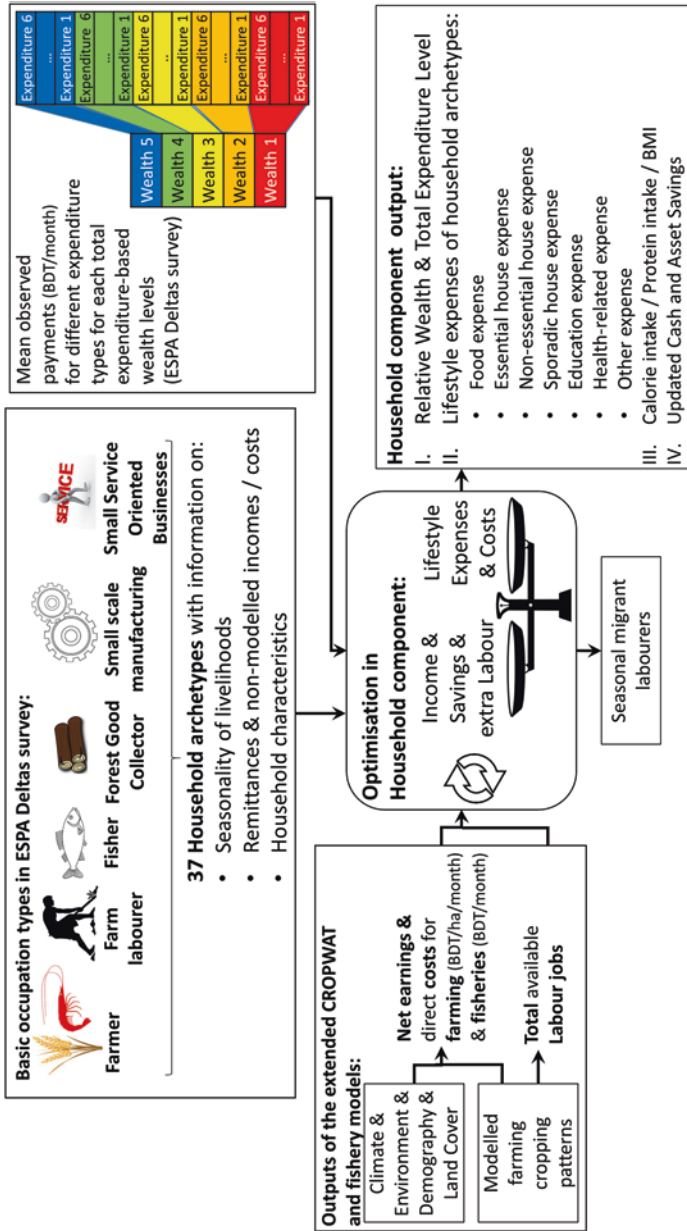 Basic occupation types in ESPA Deltas survey:
Farmer
Farm
labourer
Fisher
Forest Good
Collector
Small scale
manufacturing
SERVICE
Small Service
Oriented
Businesses
37 Household archetypes with information on:
• Seasonality of livelihoods
• Remittances & non-modelled incomes / costs
• Household characteristics
Mean observed
payments (BDT/month)
for different expenditure
types for each total
expenditure-based
wealth levels
(ESPA Deltas survey)
Wealth 5
Wealth 4
Wealth 3
Wealth 2
Wealth 1
Expenditure 6
...
Expenditure 1
Expenditure 6
...
Expenditure 1
Expenditure 6
..
Expenditure 1
Expenditure 6
...
Expenditure 1
Expenditure 6
...
Expenditure 1
Outputs of the extended CROPWAT
and fishery models:
Climate &
Environment &
Demography &
Land Cover
Modelled
farming
cropping
patterns
Net earnings &
direct costs for
farming (BDT/ha/month)
& fisheries (BDT/month)
Total available
Labour jobs
Optimisation in
Household component:
Income &
Savings &
extra Labour
Lifestyle
Expenses
& Costs
Seasonal migrant
labourers
Household component output:
I. Relative Wealth & Total Expenditure Level
II. Lifestyle expenses of household archetypes:
• Food expense
• Essential house expense
• Non-essential house expense
• Sporadic house expense
• Education expense
• Health-related expense
• Other expense
III. Calorie intake / Protein intake / BMI
IV. Updated Cash and Asset Savings